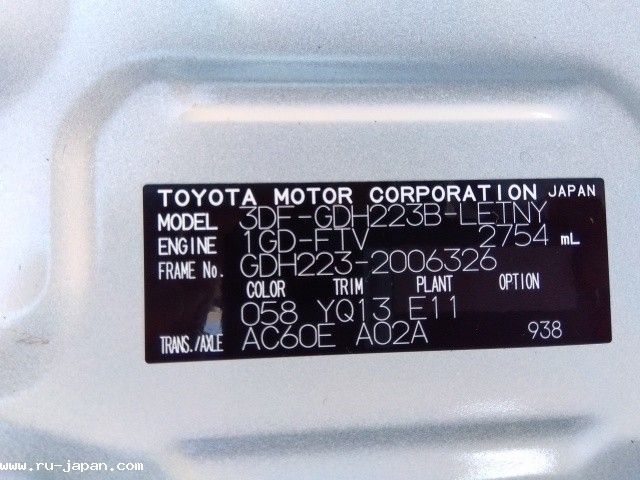 TOYOTA MOTOR CORPORATION JAPAN
MODEL 3DF-GDH223B-LETNY
ENGINE 1GD-FTV 2754 mL
FRAME No. GDH223-2006326
COLOR TRIM PLANT OPTION
058 YQ13 E11
TRANS./AXLE AC60E A02A 938
www.ru-japan.com